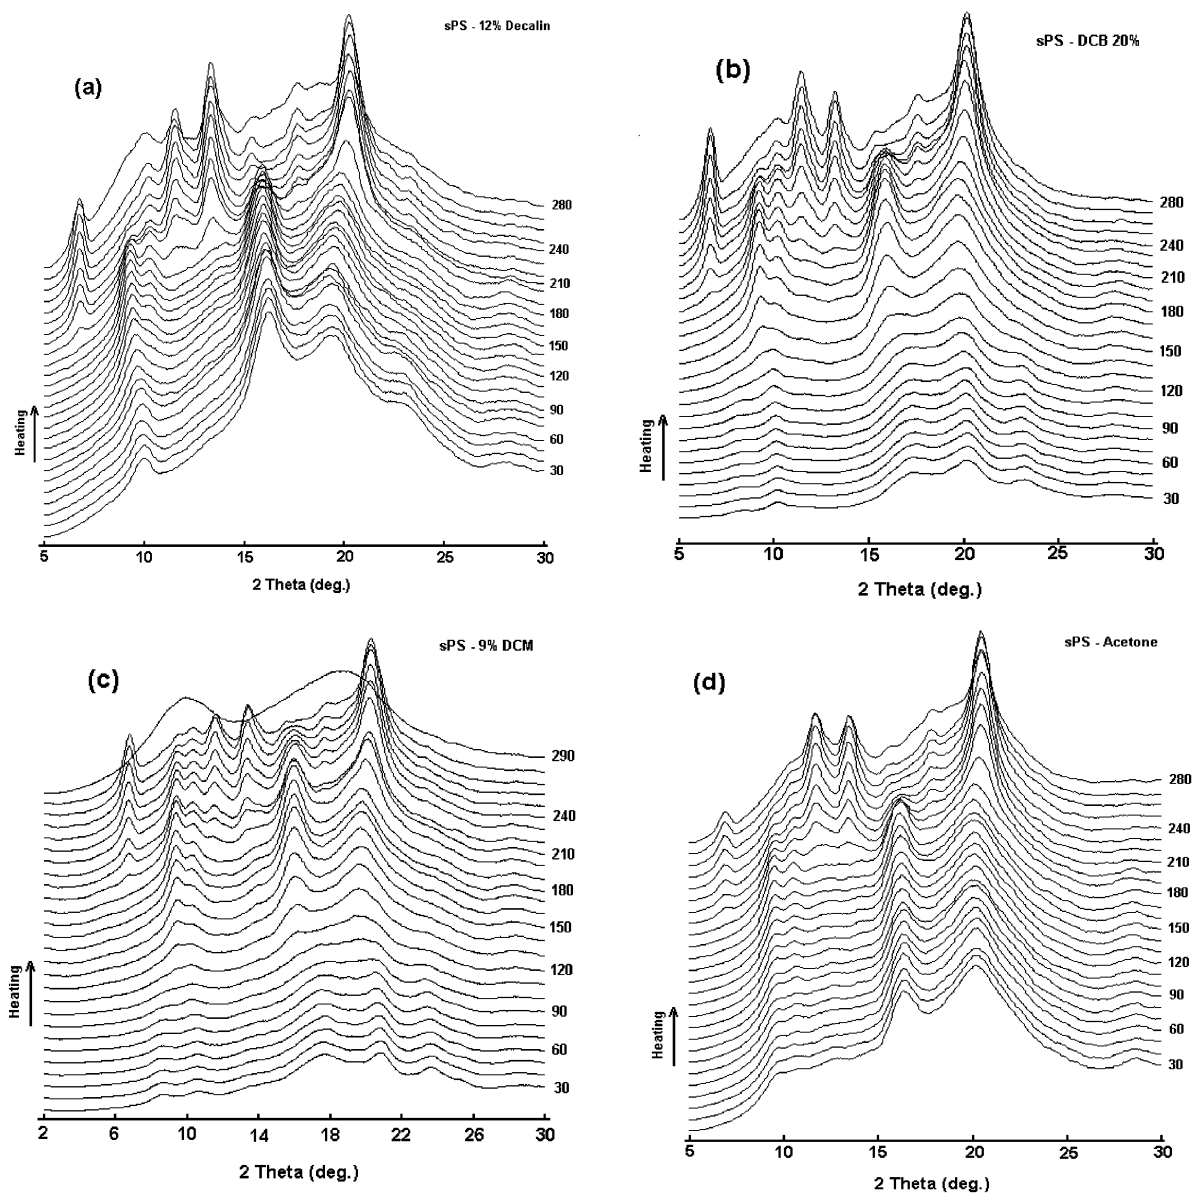 sPS - 12% Decalin
(a)
280
240
210
180
150
120
90
60
30
Heating
5 10 15 20 25 30
2 Theta (deg.)
sPS - DCB 20%
(b)
280
240
210
180
150
120
90
60
30
Heating
5 10 15 20 25 30
2 Theta (deg.)
sPS - 9% DCM
(c)
290
240
210
180
150
120
90
60
30
Heating
2 6 10 14 18 22 26 30
2 Theta (deg.)
sPS - Acetone
(d)
280
240
210
180
150
120
90
60
30
Heating
5 10 15 20 25 30
2 Theta (deg.)